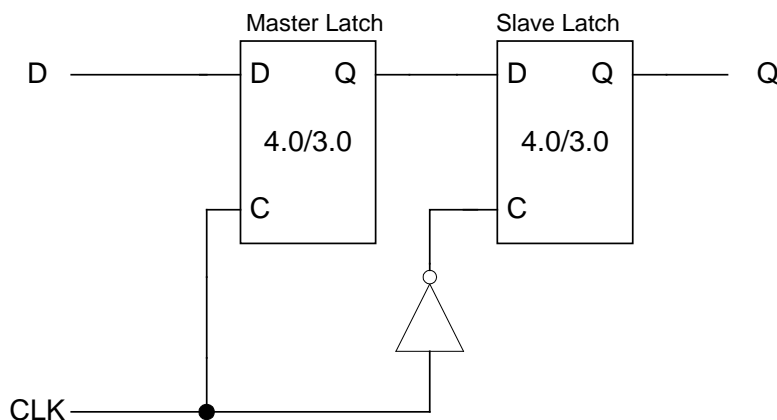 Master Latch Slave Latch
D D Q D Q Q
4.0/3.0 4.0/3.0
C C
CLK